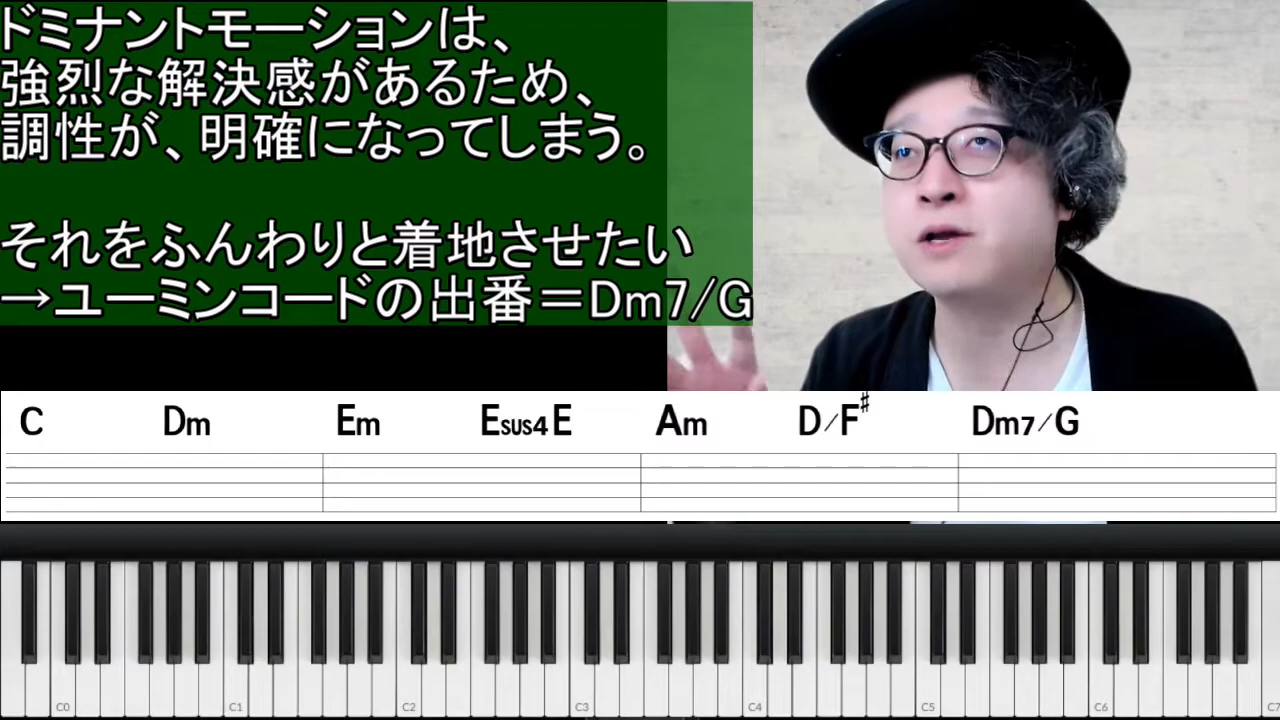 ドミナントモーションは、
強烈な解決感があるため、
調性が、明確になってしまう。
それをふんわりと着地させたい
→ユーミンコードの出番＝Dm7/G
C Dm Em Esus4 E Am D/F# Dm7/G
C0 C1 C2 C3 C4 C5 C6 C7